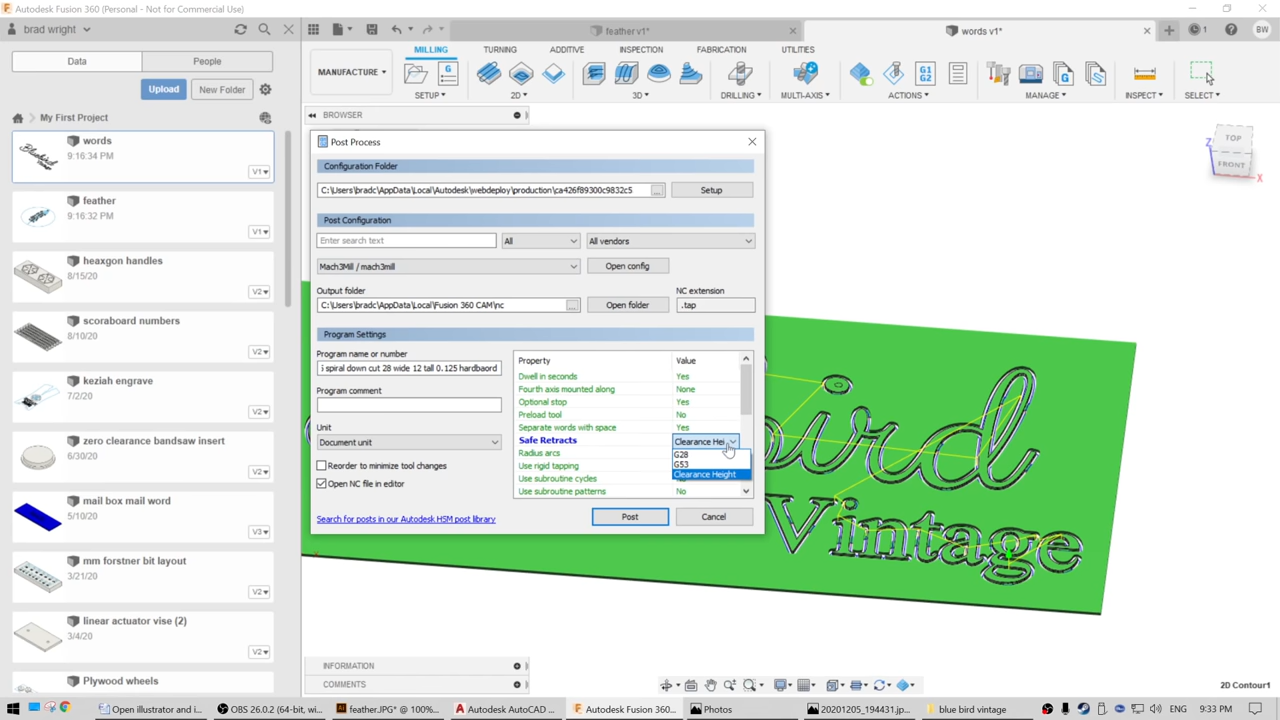 Autodesk Fusion 360 (Personal - Not for Commercial Use)
brad wright
feather v1*
words v1*
1
BW
Data
People
Upload
New Folder
My First Project
words
9:16:34 PM
V1
feather
9:16:32 PM
V1
heaxgon handles
8/15/20
V2
scoraboard numbers
8/10/20
V2
keziah engrave
7/2/20
V2
zero clearance bandsaw insert
6/30/20
V2
mail box mail word
5/10/20
V3
mm forstner bit layout
3/21/20
V2
linear actuator vise (2)
3/4/20
V2
Plywood wheels
MANUFACTURE
MILLING
TURNING
ADDITIVE
INSPECTION
FABRICATION
UTILITIES
G
G1
G2
G
SETUP
2D
3D
DRILLING
MULTI-AXIS
ACTIONS
MANAGE
INSPECT
SELECT
BROWSER
TOP
FRONT
Z
X
Post Process
Configuration Folder
C:\Users\bradc\AppData\Local\Autodesk\webdeploy\production\ca426f89300c9832c5
...
Setup
Post Configuration
Enter search text
All
All vendors
Mach3Mill / mach3mill
Open config
Output folder
NC extension
C:\Users\bradc\AppData\Local\Fusion 360 CAM\nc
...
Open folder
.tap
Program Settings
Program name or number
spiral down cut 28 wide 12 tall 0.125 hardbaord
Program comment
Unit
Document unit
Reorder to minimize tool changes
Open NC file in editor
Search for posts in our Autodesk HSM post library
Property
Value
Dwell in seconds
Yes
Fourth axis mounted along
None
Optional stop
Yes
Preload tool
No
Separate words with space
Yes
Safe Retracts
Clearance Hei
Radius arcs
G28
G53
Clearance Height
Use rigid tapping
Use subroutine cycles
Use subroutine patterns
No
Post
Cancel
ird
Vintage
INFORMATION
COMMENTS
2D Contour1
Open illustrator and i...
OBS 26.0.2 (64-bit, wi...
feather.JPG* @ 100%...
Autodesk AutoCAD ...
Autodesk Fusion 360...
Photos
20201205_194431.jp...
blue bird vintage
ENG
9:33 PM